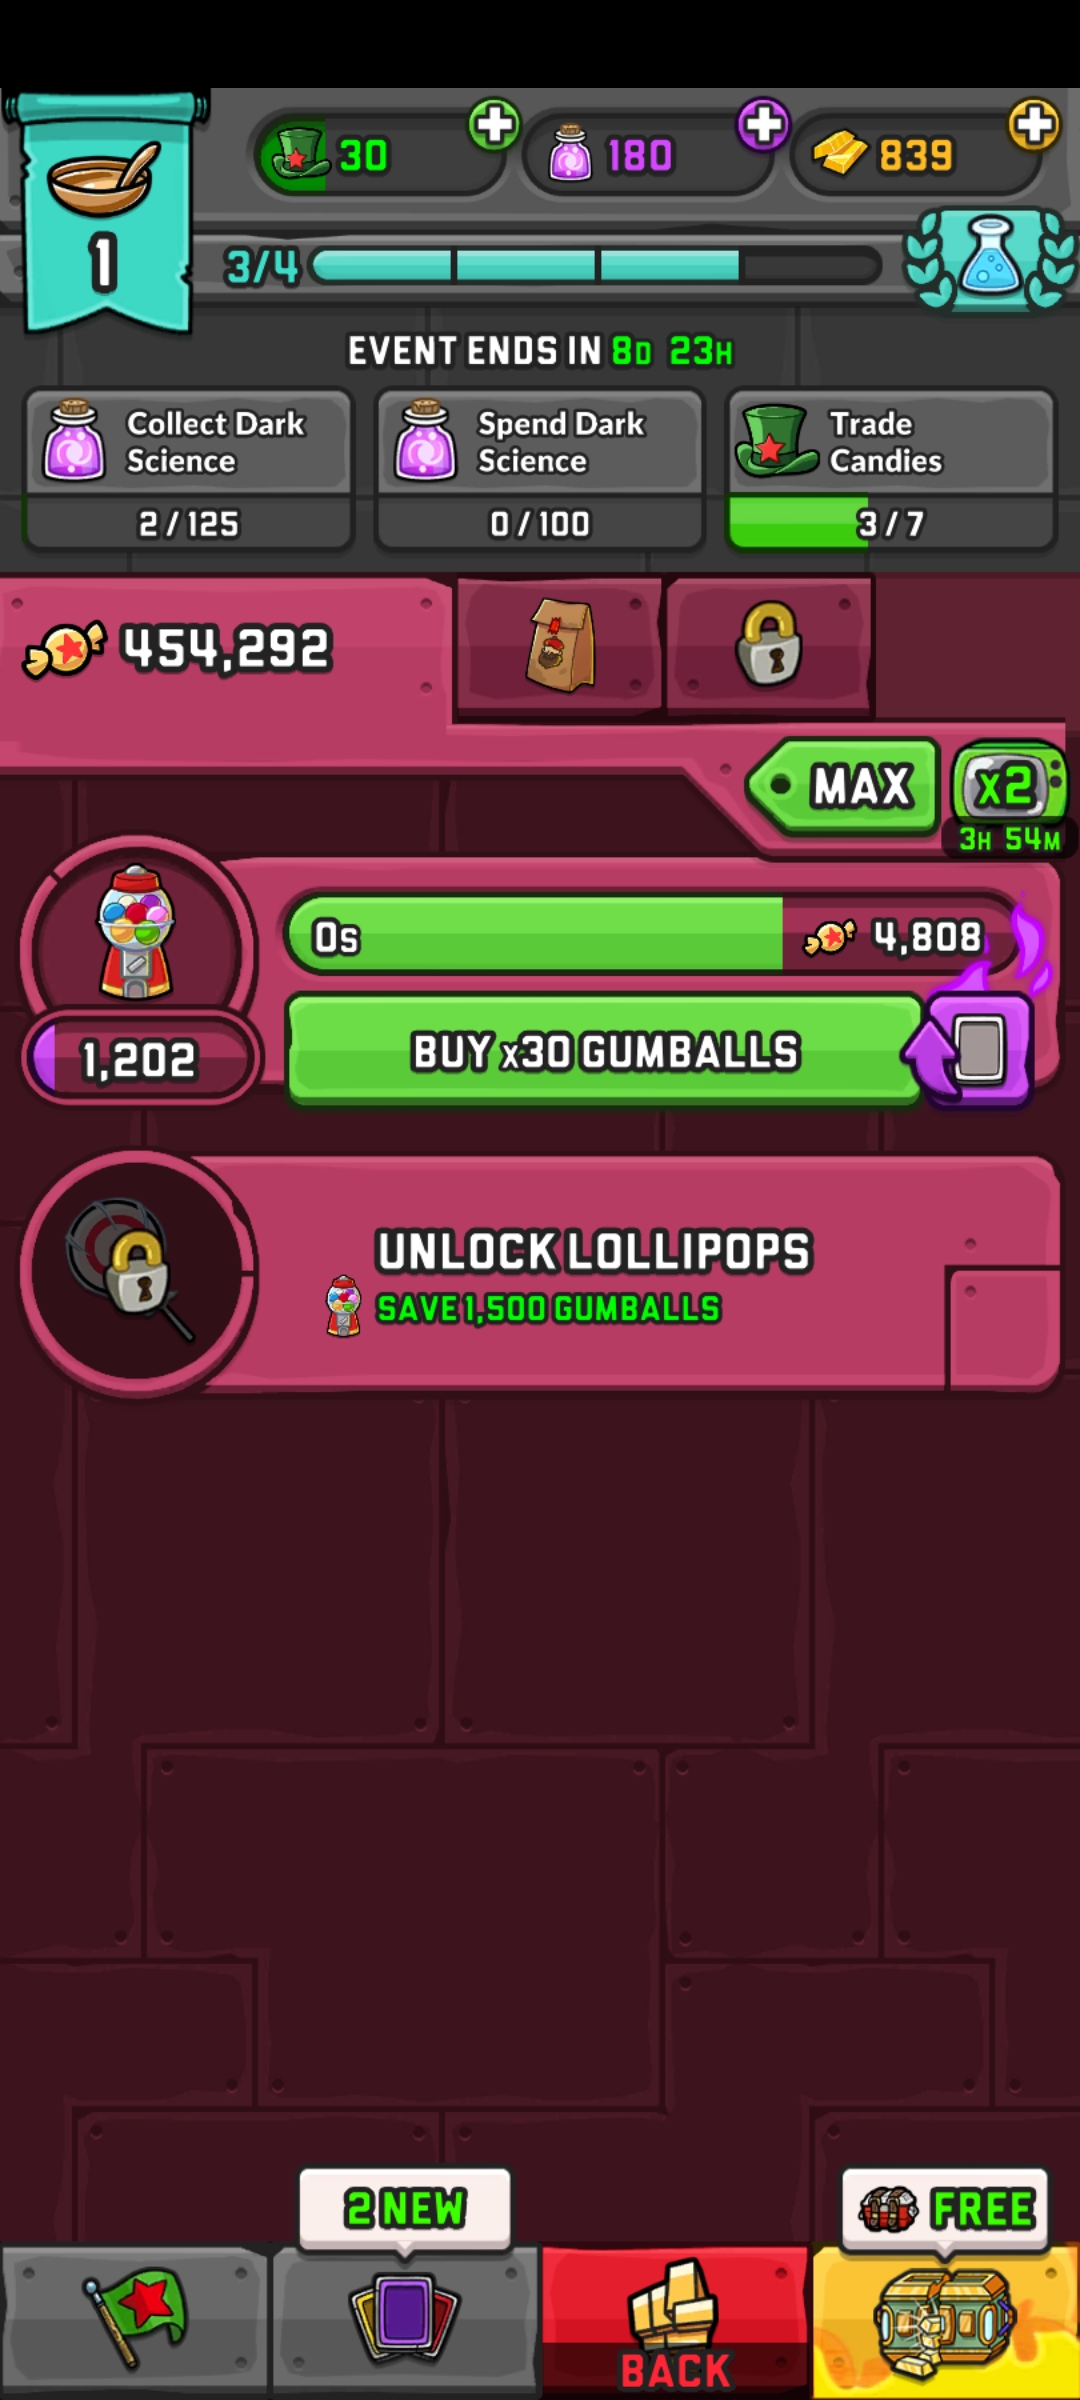 30
180
839
1
3/4
EVENT ENDS IN 8D 23H
Collect Dark
Science
2 / 125
Spend Dark
Science
0 / 100
Trade
Candies
3 / 7
454,292
MAX
x2
3H 54M
0s
4,808
1,202
BUY x30 GUMBALLS
UNLOCK LOLLIPOPS
SAVE 1,500 GUMBALLS
2 NEW
FREE
BACK